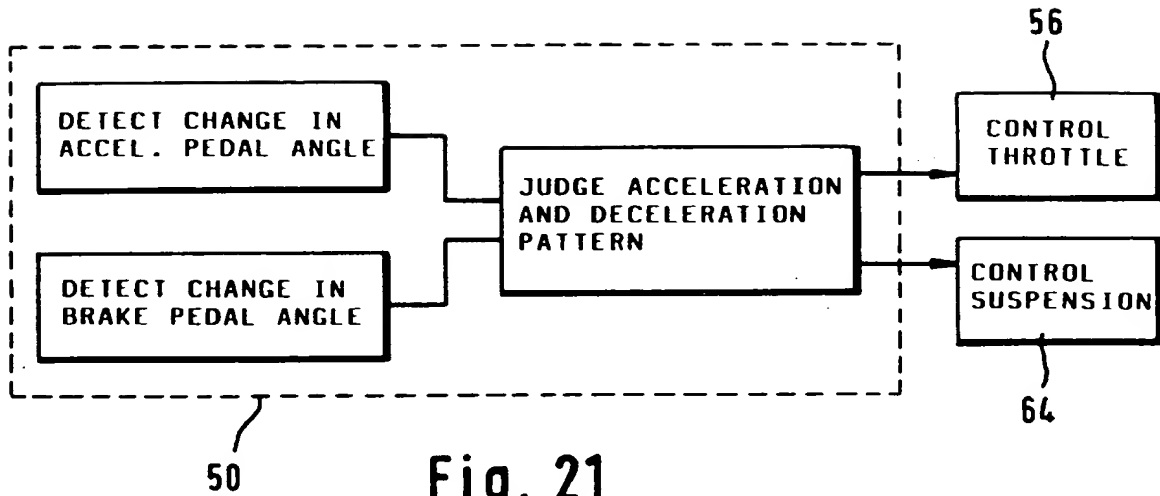 56
DETECT CHANGE IN
ACCEL. PEDAL ANGLE
CONTROL
THROTTLE
JUDGE ACCELERATION
AND DECELERATION
PATTERN
DETECT CHANGE IN
BRAKE PEDAL ANGLE
CONTROL
SUSPENSION
64
50
Fig. 21